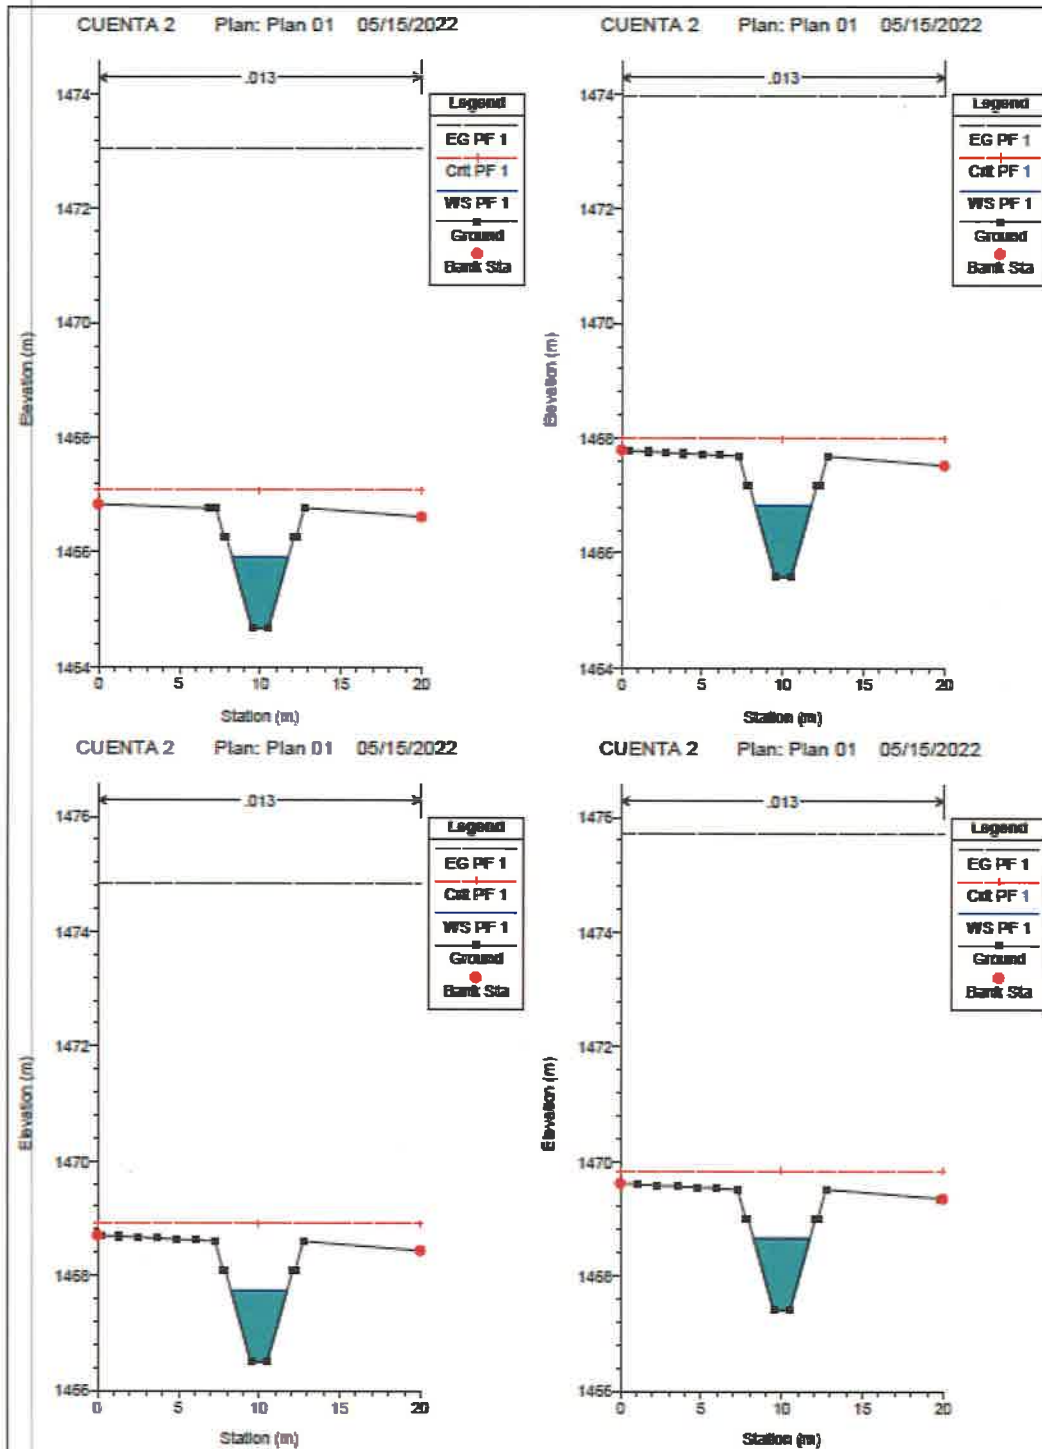 CUENTA 2 Plan: Plan 01 05/15/2022
.013
Legend
EG PF 1
Crit PF 1
WS PF 1
Ground
Bank Sta
1474
1472
1470
1468
1466
1464
Elevation (m)
0 5 10 15 20
Station (m)
CUENTA 2 Plan: Plan 01 05/15/2022
.013
Legend
EG PF 1
Crit PF 1
WS PF 1
Ground
Bank Sta
1474
1472
1470
1468
1466
1464
Elevation (m)
0 5 10 15 20
Station (m)
CUENTA 2 Plan: Plan 01 05/15/2022
.013
Legend
EG PF 1
Crit PF 1
WS PF 1
Ground
Bank Sta
1476
1474
1472
1470
1468
1466
Elevation (m)
0 5 10 15 20
Station (m)
CUENTA 2 Plan: Plan 01 05/15/2022
.013
Legend
EG PF 1
Crit PF 1
WS PF 1
Ground
Bank Sta
1476
1474
1472
1470
1468
1466
Elevation (m)
0 5 10 15 20
Station (m)